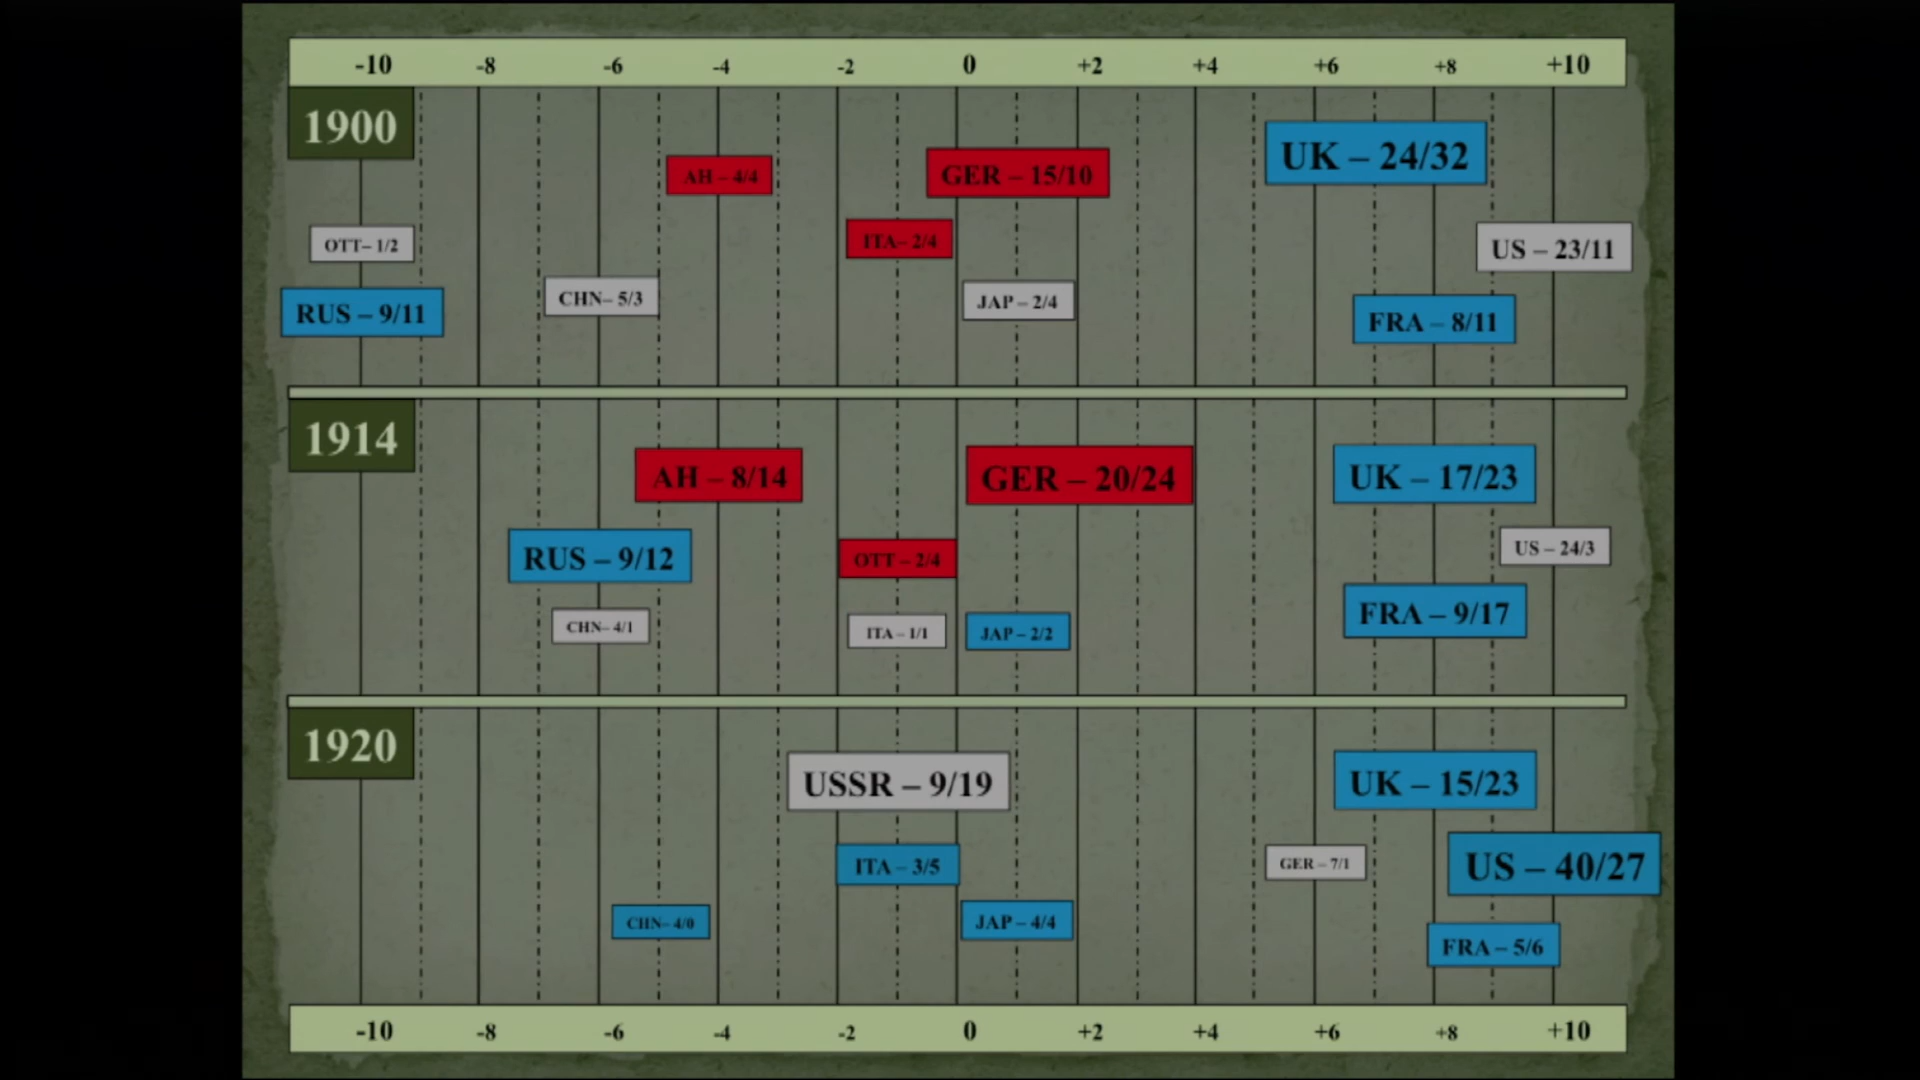 -10 -8 -6 -4 -2 0 +2 +4 +6 +8 +10
1900
UK – 24/32
AH – 4/4
GER – 15/10
OTT– 1/2
ITA– 2/4
US – 23/11
RUS – 9/11
CHN– 5/3
JAP – 2/4
FRA – 8/11
1914
AH – 8/14
GER – 20/24
UK – 17/23
RUS – 9/12
OTT – 2/4
US – 24/3
CHN– 4/1
ITA – 1/1
JAP – 2/2
FRA – 9/17
1920
USSR – 9/19
UK – 15/23
ITA – 3/5
GER – 7/1
US – 40/27
CHN– 4/0
JAP – 4/4
FRA – 5/6
-10 -8 -6 -4 -2 0 +2 +4 +6 +8 +10